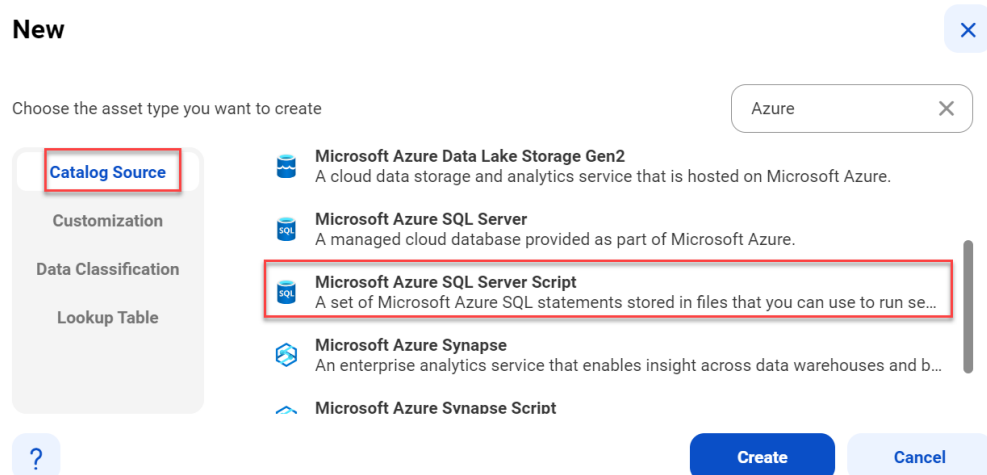 New
Choose the asset type you want to create
Azure
Catalog Source
Customization
Data Classification
Lookup Table
Microsoft Azure Data Lake Storage Gen2
A cloud data storage and analytics service that is hosted on Microsoft Azure.
SQL
Microsoft Azure SQL Server
A managed cloud database provided as part of Microsoft Azure.
SQL
Microsoft Azure SQL Server Script
A set of Microsoft Azure SQL statements stored in files that you can use to run se...
Microsoft Azure Synapse
An enterprise analytics service that enables insight across data warehouses and b...
Microsoft Azure Synapse Script
?
Create
Cancel